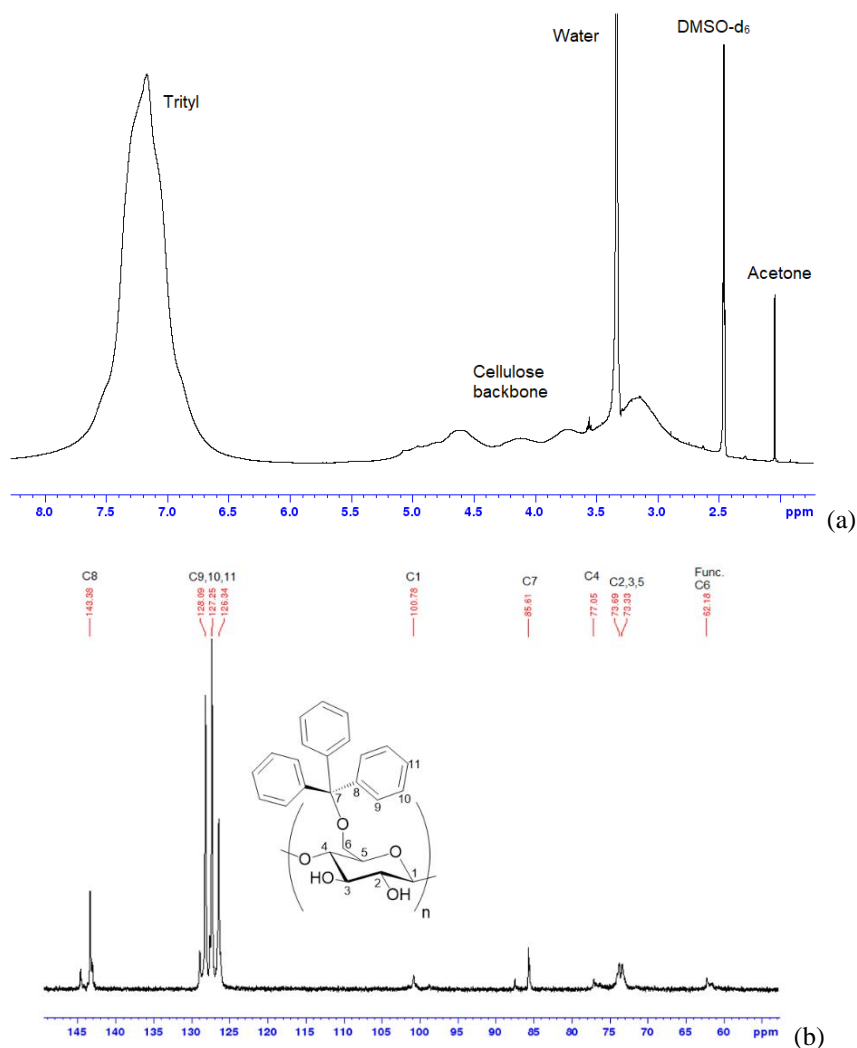 Water
DMSO-d₆
Trityl
Acetone
Cellulose
backbone
8.0 7.5 7.0 6.5 6.0 5.5 5.0 4.5 4.0 3.5 3.0 2.5 ppm
(a)
C8 C9,10,11 C1 C7 C4 C2,3,5 Func.
C6
143.38 128.09 127.25 126.34 100.78 85.61 77.05 73.69 73.33 62.18
11
10
9
8
7
O
6
5
O
4
O
HO
3
2
OH
1
n
145 140 135 130 125 120 115 110 105 100 95 90 85 80 75 70 65 60 ppm
(b)